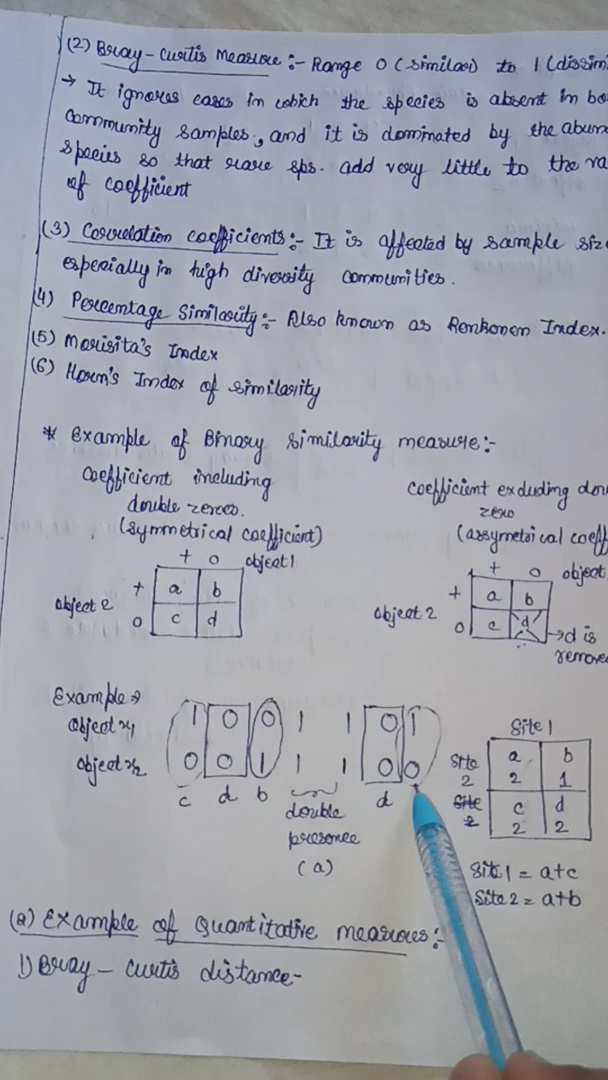 (2) Bray-Curtis Measure :- Range 0 (similar) to 1 (dissim
→ It ignores cases in which the species is absent in bo
community samples, and it is dominated by the abun
species so that rare sps. add very little to the va
of coefficient
(3) Correlation coefficients :- It is affected by sample siz
especially in high diversity communities.
4) Percentage Similarity :- Also known as Renkonen Index.
(5) Morisita's Index
(6) Horn's Index of similarity
* Example of Binary similarity measure :-
coefficient including
double zeroes.
(symmetrical coefficient)
+ 0 object 1
object 2 + a b
0 c d
coefficient excluding dou
zero
(assymetrical coeff
+ 0 object
object 2 + a b
0 c d → d is
remove
Example →
object x1 1 0 0 1 1 0 1
object x2 0 0 1 1 1 0 0
c d b double d
presence
(a)
Site 1
Site 2 a b
2 1
Site 2 c d
2 2
Site 1 = a+c
Site 2 = a+b
(a) Example of Quantitative measures :-
1) Bray - Curtis distance -